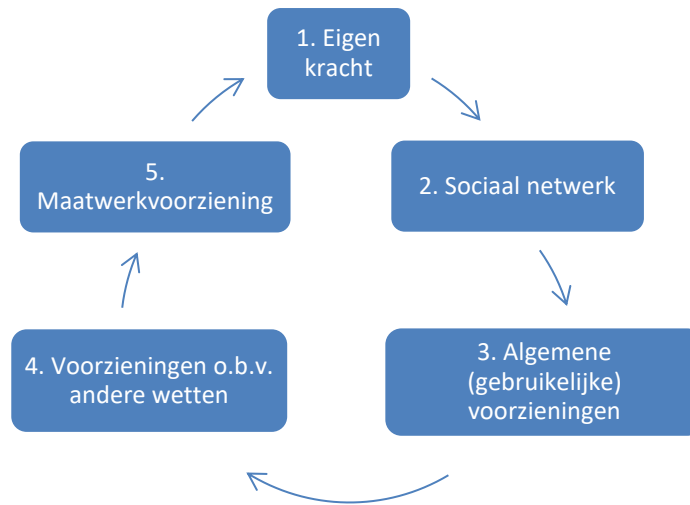 1. Eigen
kracht
2. Sociaal netwerk
3. Algemene
(gebruikelijke)
voorzieningen
4. Voorzieningen o.b.v.
andere wetten
5.
Maatwerkvoorziening